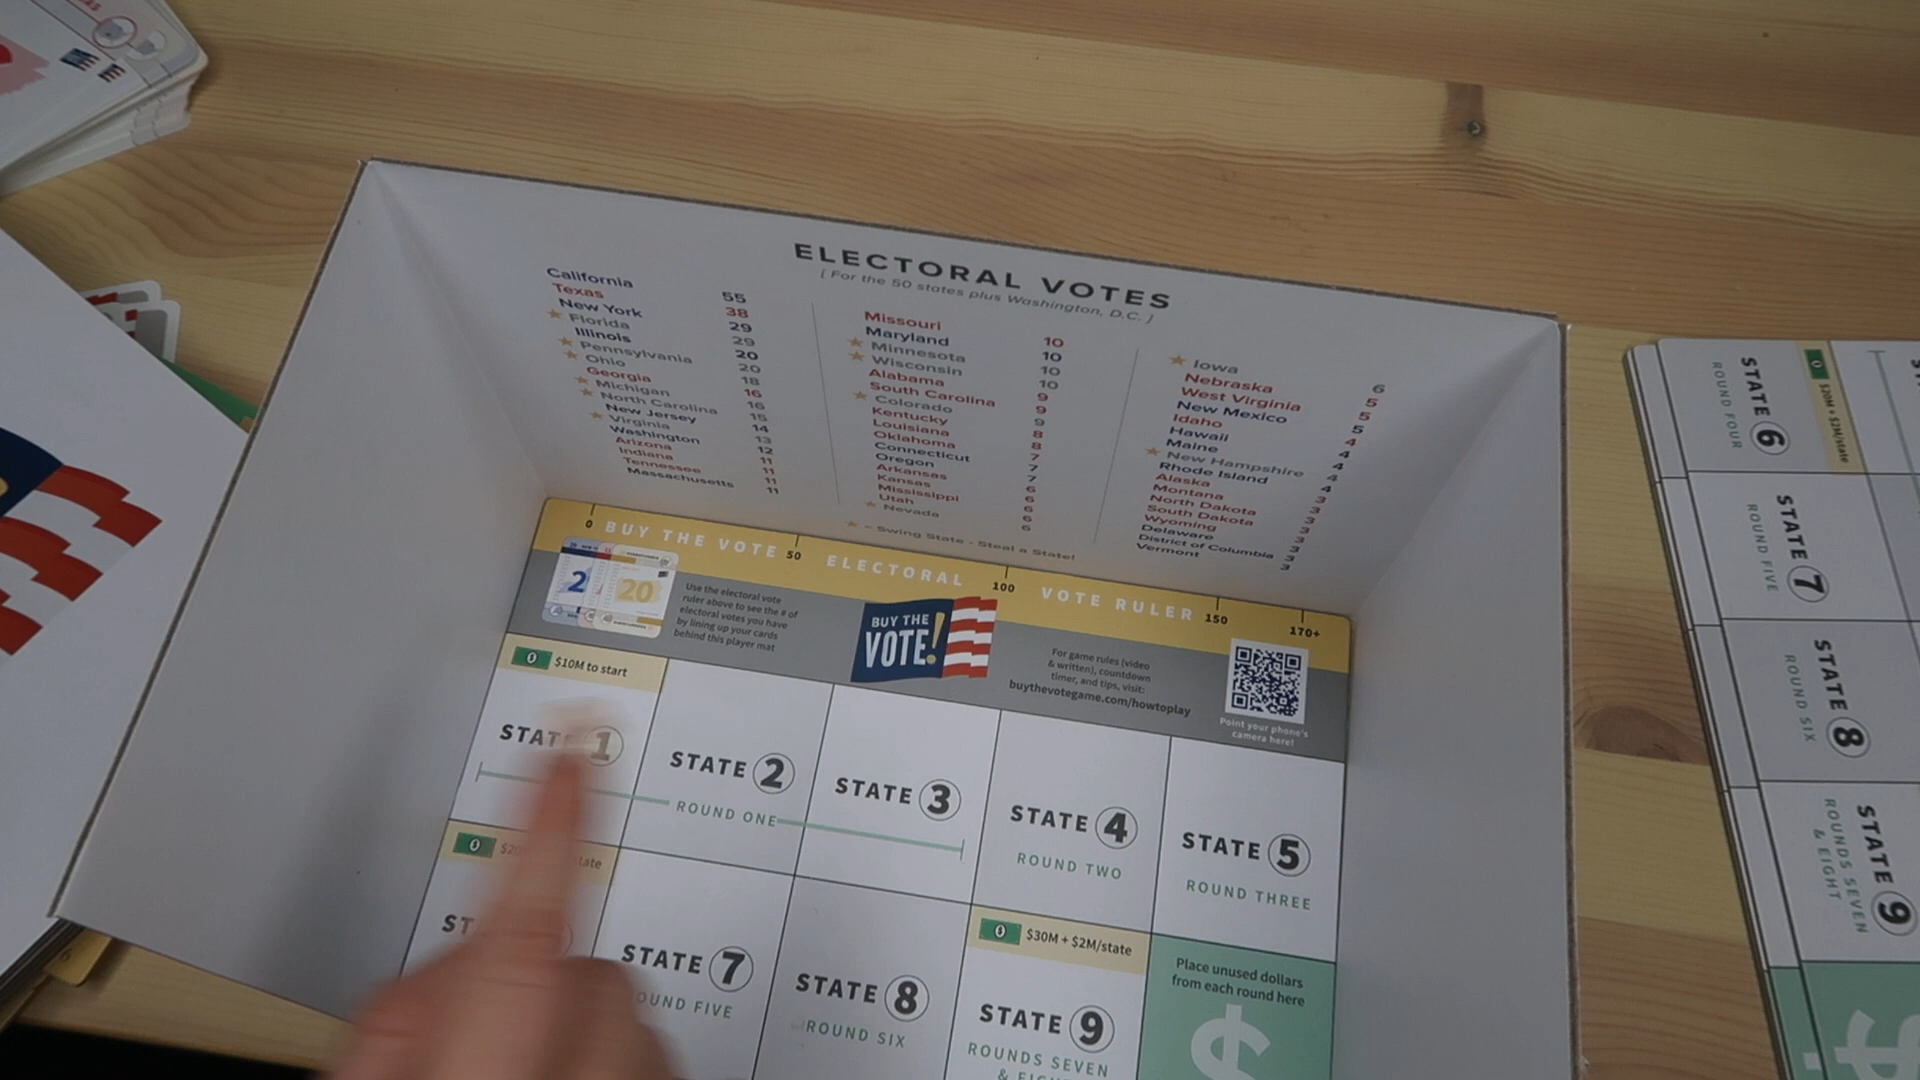 ELECTORAL VOTES
( For the 50 states plus Washington, D.C. )
California 55
Texas 38
New York 29
★ Florida 29
Illinois 20
★ Pennsylvania 20
★ Ohio 18
Georgia 16
★ Michigan 16
★ North Carolina 15
New Jersey 14
★ Virginia 13
Washington 12
Arizona 11
Indiana 11
Tennessee 11
Massachusetts 11
Missouri 10
Maryland 10
★ Minnesota 10
★ Wisconsin 10
Alabama 9
South Carolina 9
★ Colorado 9
Kentucky 8
Louisiana 8
Oklahoma 7
Connecticut 7
Oregon 7
Arkansas 6
Kansas 6
Mississippi 6
Utah 6
★ Nevada 6
★ Iowa 6
Nebraska 5
West Virginia 5
New Mexico 5
Idaho 4
Hawaii 4
Maine 4
★ New Hampshire 4
Rhode Island 4
Alaska 3
Montana 3
North Dakota 3
South Dakota 3
Wyoming 3
Delaware 3
District of Columbia 3
Vermont 3
★ = Swing State - Steal a State!
0 BUY THE VOTE 50 ELECTORAL 100 VOTE RULER 150 170+
2
20
Use the electoral vote
ruler above to see the # of
electoral votes you have
by lining up your cards
behind this player mat
BUY THE
VOTE!
For game rules (video
& written), countdown
timer, and tips, visit:
buythevotegame.com/howtoplay
Point your phone's
camera here!
$10M to start
STATE 1
STATE 2
ROUND ONE
STATE 3
STATE 4
ROUND TWO
STATE 5
ROUND THREE
STATE 7
ROUND FIVE
STATE 8
ROUND SIX
$30M + $2M/state
STATE 9
ROUNDS SEVEN
& EIGHT
Place unused dollars
from each round here
$
STATE 6
ROUND FOUR
$20M + $2M/state
STATE 7
ROUND FIVE
STATE 8
ROUND SIX
STATE 9
ROUNDS SEVEN
& EIGHT